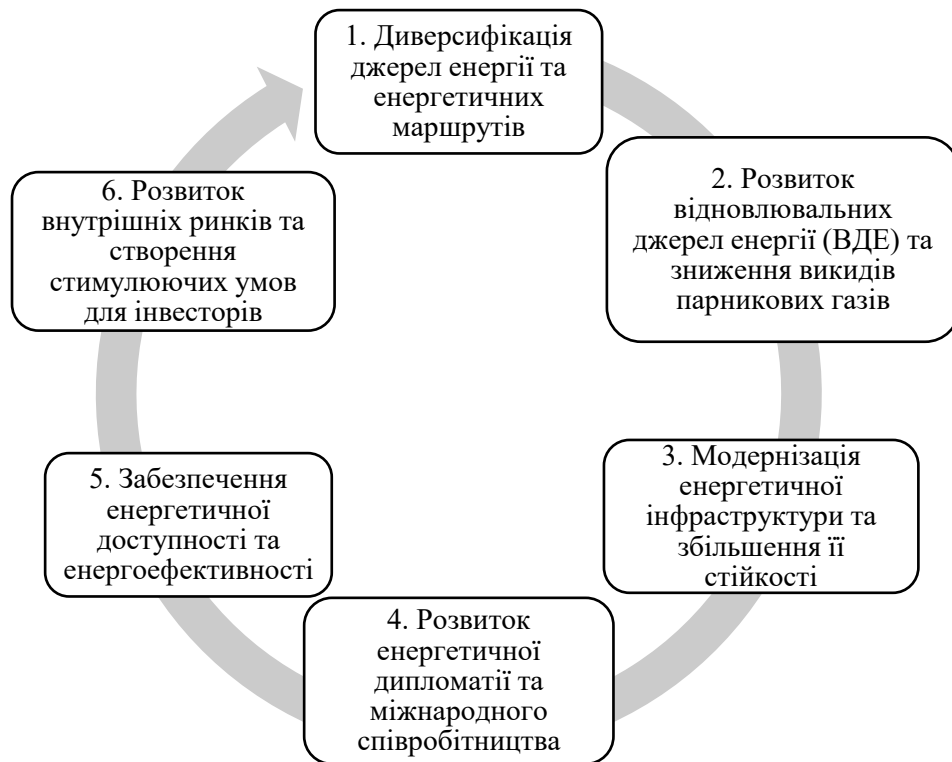 1. Диверсифікація
джерел енергії та
енергетичних
маршрутів
2. Розвиток
відновлювальних
джерел енергії (ВДЕ) та
зниження викидів
парникових газів
3. Модернізація
енергетичної
інфраструктури та
збільшення її
стійкості
4. Розвиток
енергетичної
дипломатії та
міжнародного
співробітництва
5. Забезпечення
енергетичної
доступності та
енергоефективності
6. Розвиток
внутрішніх ринків та
створення
стимулюючих умов
для інвесторів